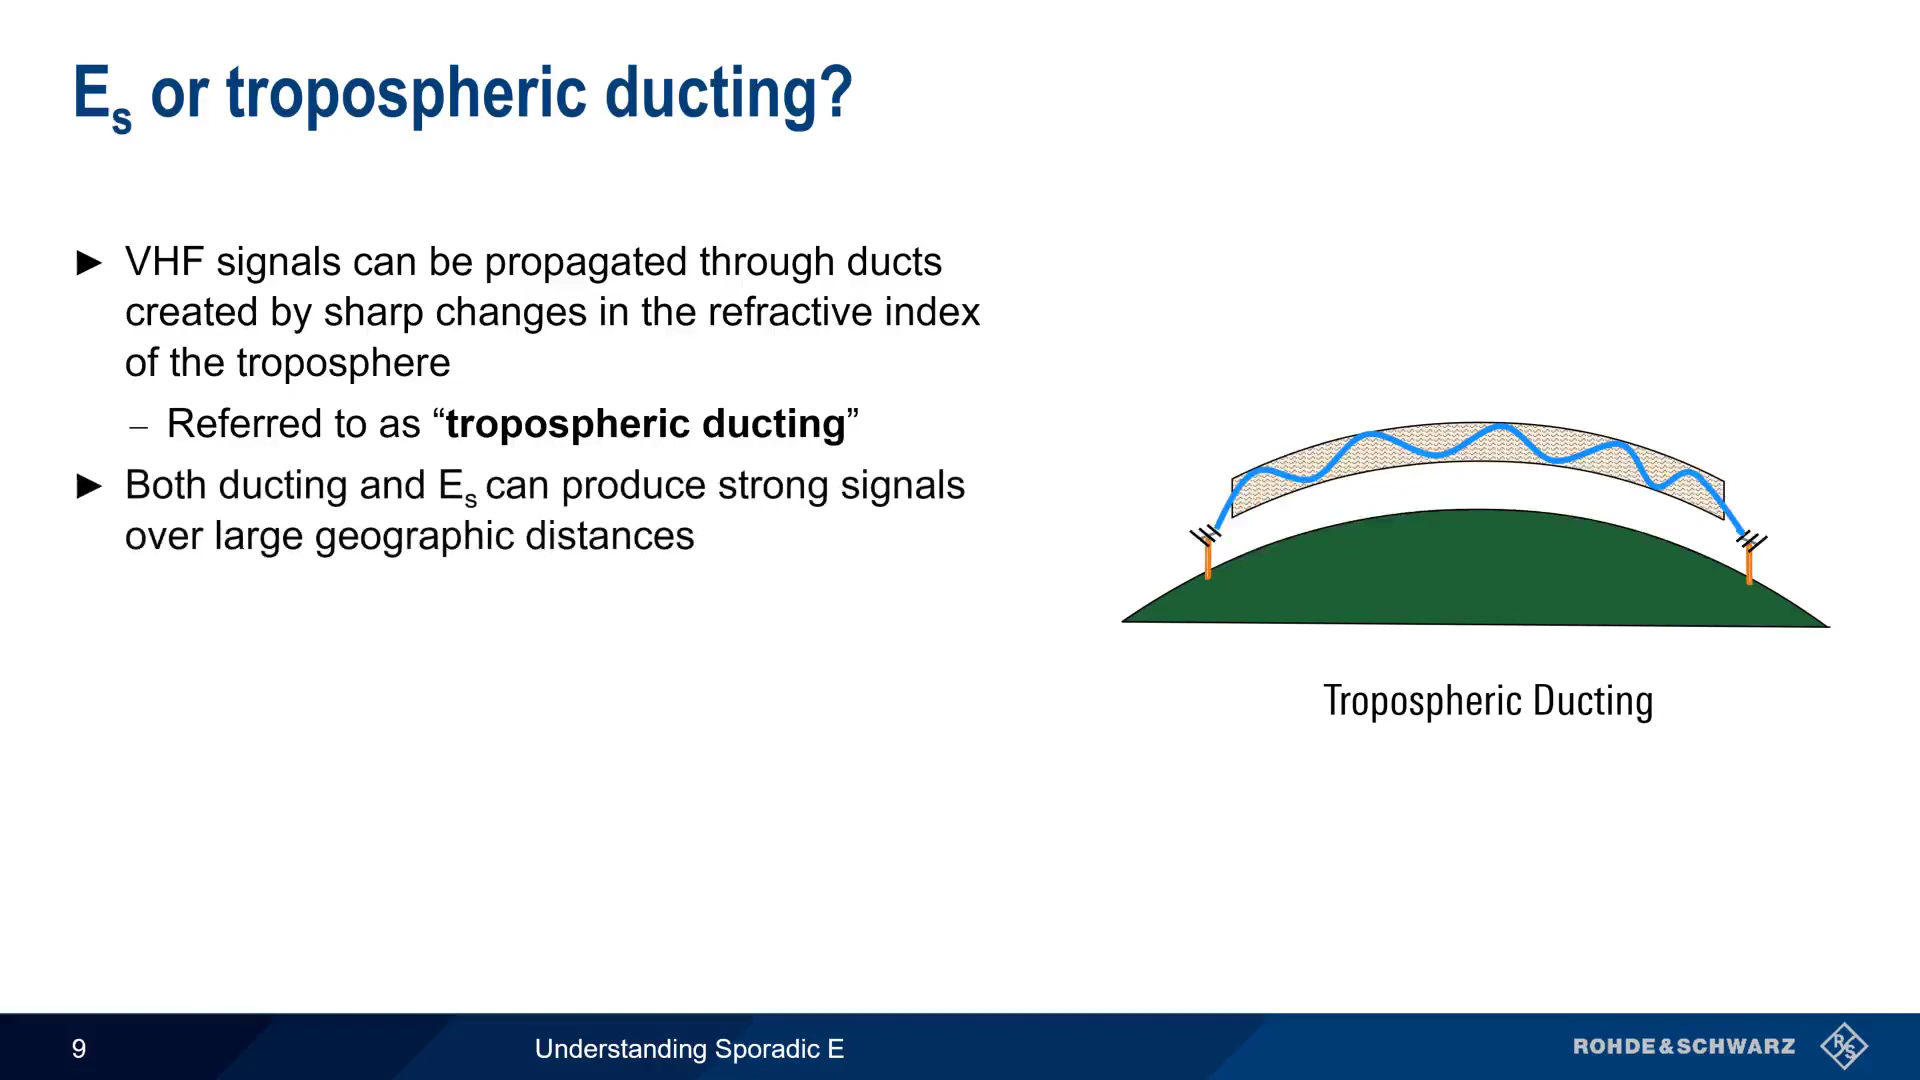 Es or tropospheric ducting?
► VHF signals can be propagated through ducts
created by sharp changes in the refractive index
of the troposphere
– Referred to as “tropospheric ducting”
► Both ducting and Es can produce strong signals
over large geographic distances
Tropospheric Ducting
9
Understanding Sporadic E
ROHDE&SCHWARZ
R
S